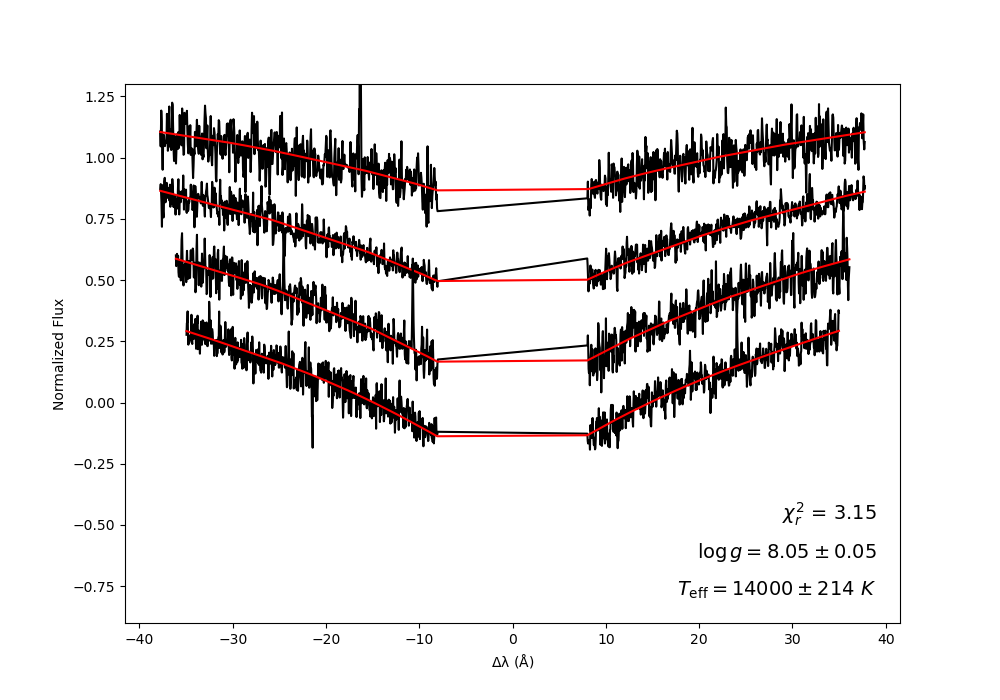 1.25
1.00
0.75
0.50
0.25
0.00
−0.25
−0.50
−0.75
Normalized Flux
χ²ᵣ = 3.15
log g = 8.05 ± 0.05
T_eff = 14000 ± 214 K
−40 −30 −20 −10 0 10 20 30 40
Δλ (Å)